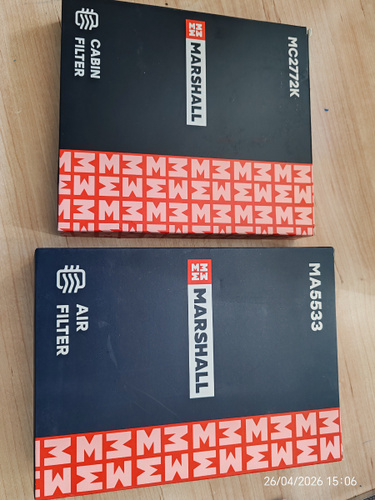 CABIN
FILTER
MARSHALL
MC2772K
AIR
FILTER
MARSHALL
MA5533
26/04/2026 15:06